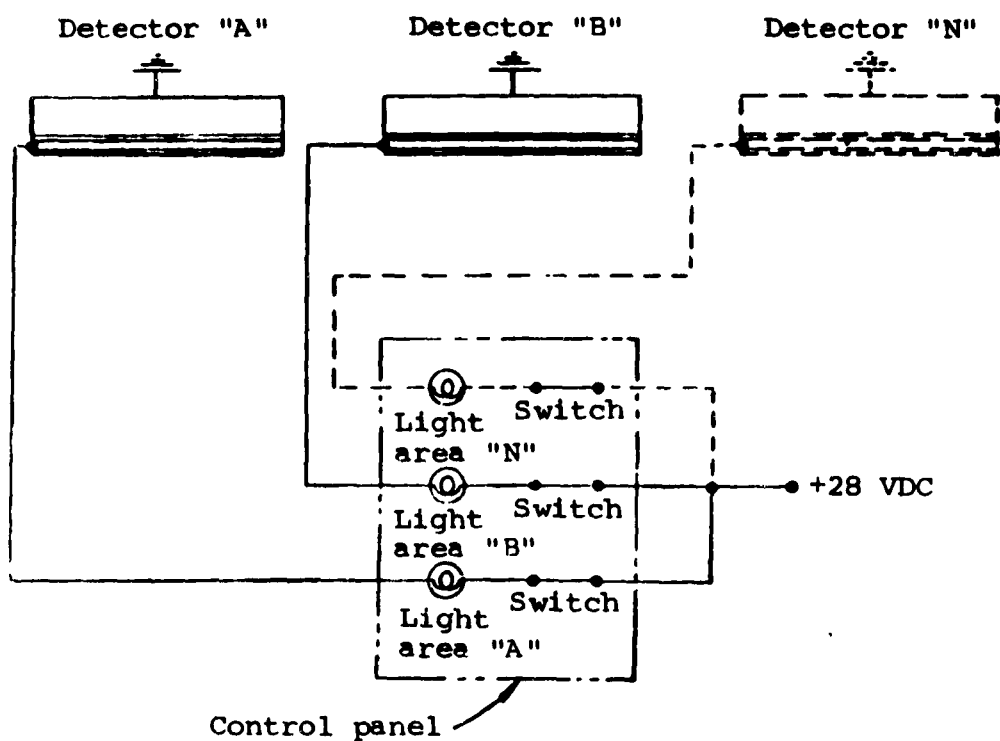 Detector "A"
Detector "B"
Detector "N"
Switch
Light
area "N"
+28 VDC
Switch
Light
area "B"
Switch
Light
area "A"
Control panel